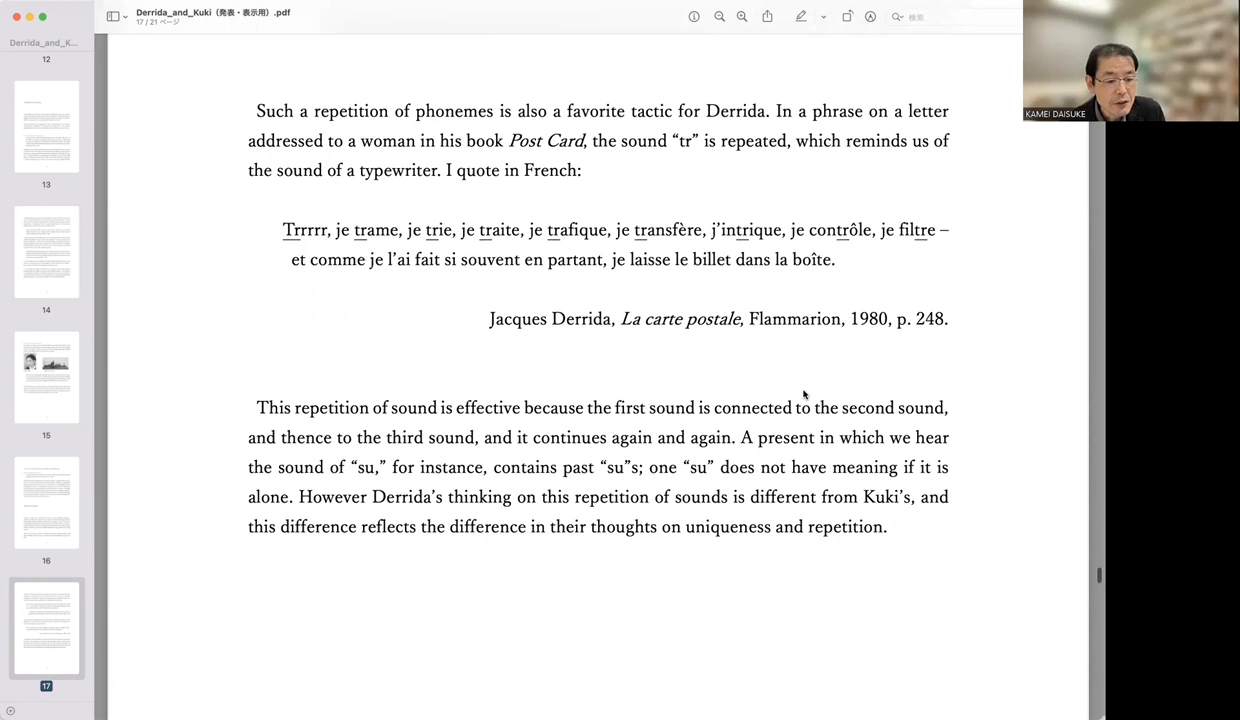 Derrida_and_Kuki（発表・表示用）.pdf
17 / 21 ページ
検索
Derrida_and_K...
12
13
14
15
16
17
Such a repetition of phonemes is also a favorite tactic for Derrida. In a phrase on a letter
addressed to a woman in his book Post Card, the sound “tr” is repeated, which reminds us of
the sound of a typewriter. I quote in French:
Trrrrr, je trame, je trie, je traite, je trafique, je transfère, j’intrique, je contrôle, je filtre –
et comme je l’ai fait si souvent en partant, je laisse le billet dans la boîte.
Jacques Derrida, La carte postale, Flammarion, 1980, p. 248.
This repetition of sound is effective because the first sound is connected to the second sound,
and thence to the third sound, and it continues again and again. A present in which we hear
the sound of “su,” for instance, contains past “su”s; one “su” does not have meaning if it is
alone. However Derrida’s thinking on this repetition of sounds is different from Kuki’s, and
this difference reflects the difference in their thoughts on uniqueness and repetition.
KAMEI DAISUKE